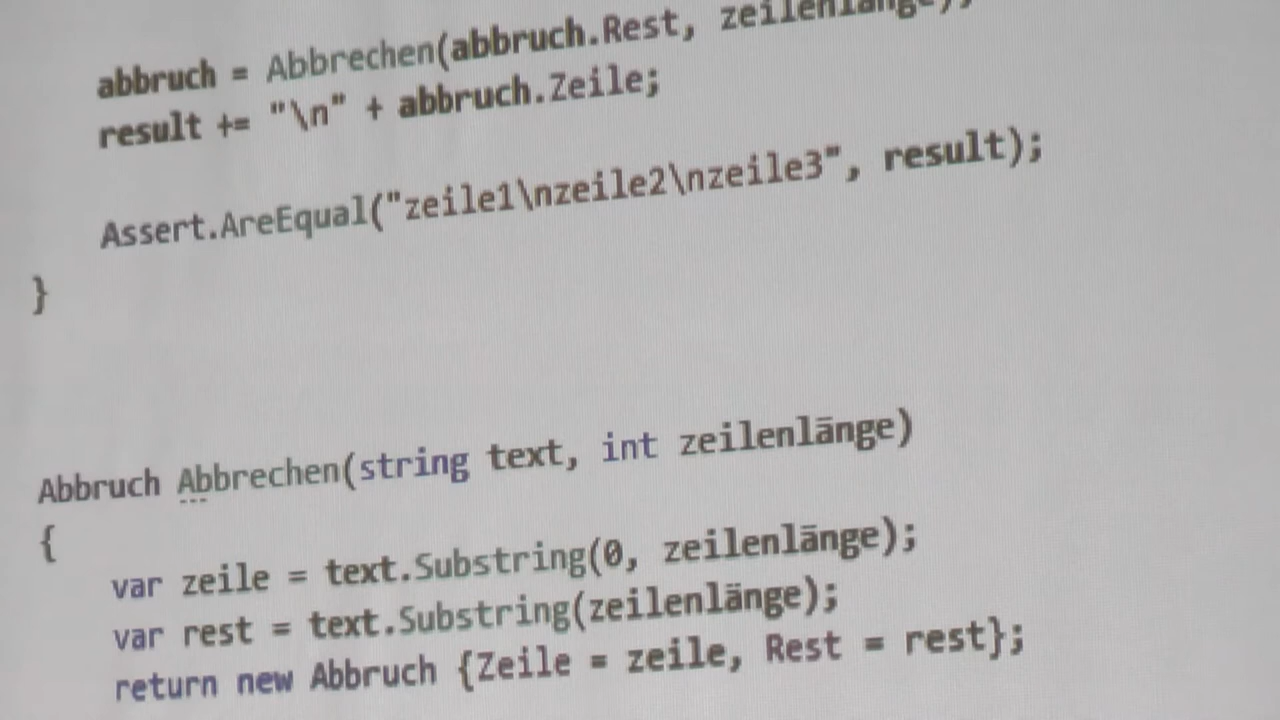 abbruch = Abbrechen(abbruch.Rest, zeilenlänge);
result += "\n" + abbruch.Zeile;
Assert.AreEqual("zeile1\nzeile2\nzeile3", result);
}
Abbruch Abbrechen(string text, int zeilenlänge)
{
var zeile = text.Substring(0, zeilenlänge);
var rest = text.Substring(zeilenlänge);
return new Abbruch {Zeile = zeile, Rest = rest};